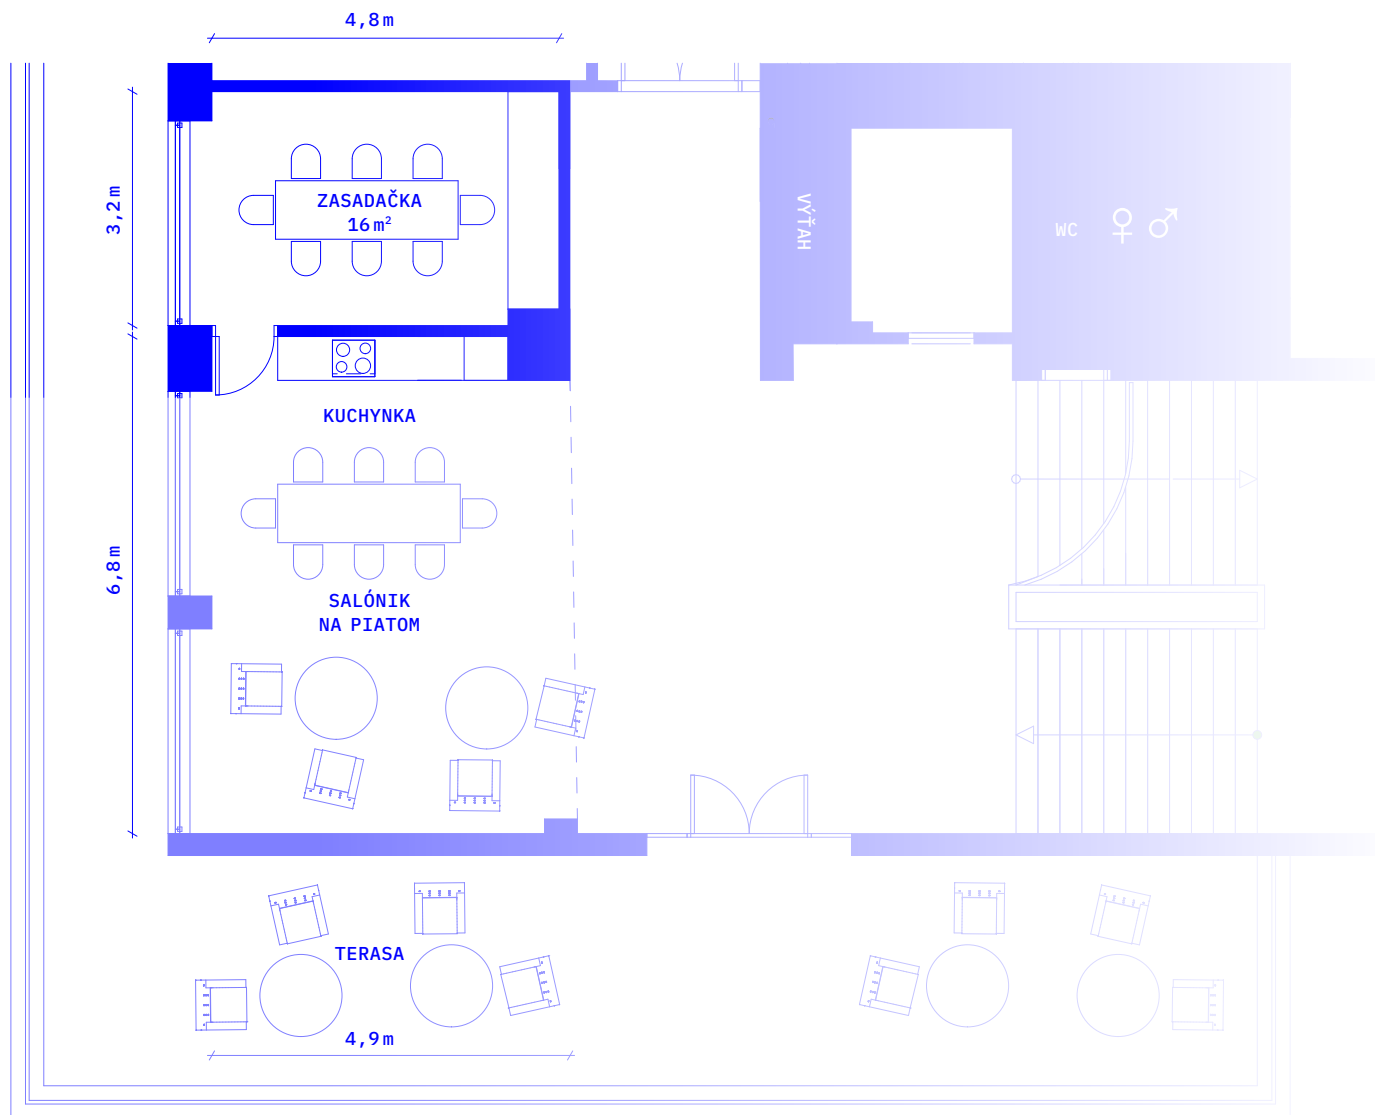 4,8m
3,2m
ZASADAČKA
16m²
VÝŤAH
WC
KUCHYNKA
6,8m
SALÓNIK
NA PIATOM
TERASA
4,9m